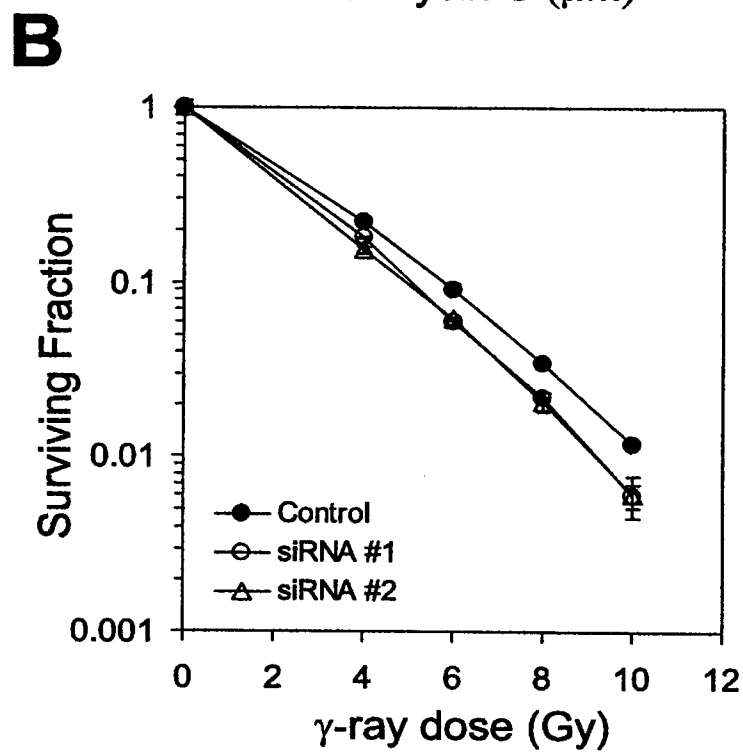 B
1
0.1
0.01
0.001
Surviving Fraction
Control
siRNA #1
siRNA #2
0 2 4 6 8 10 12
γ-ray dose (Gy)